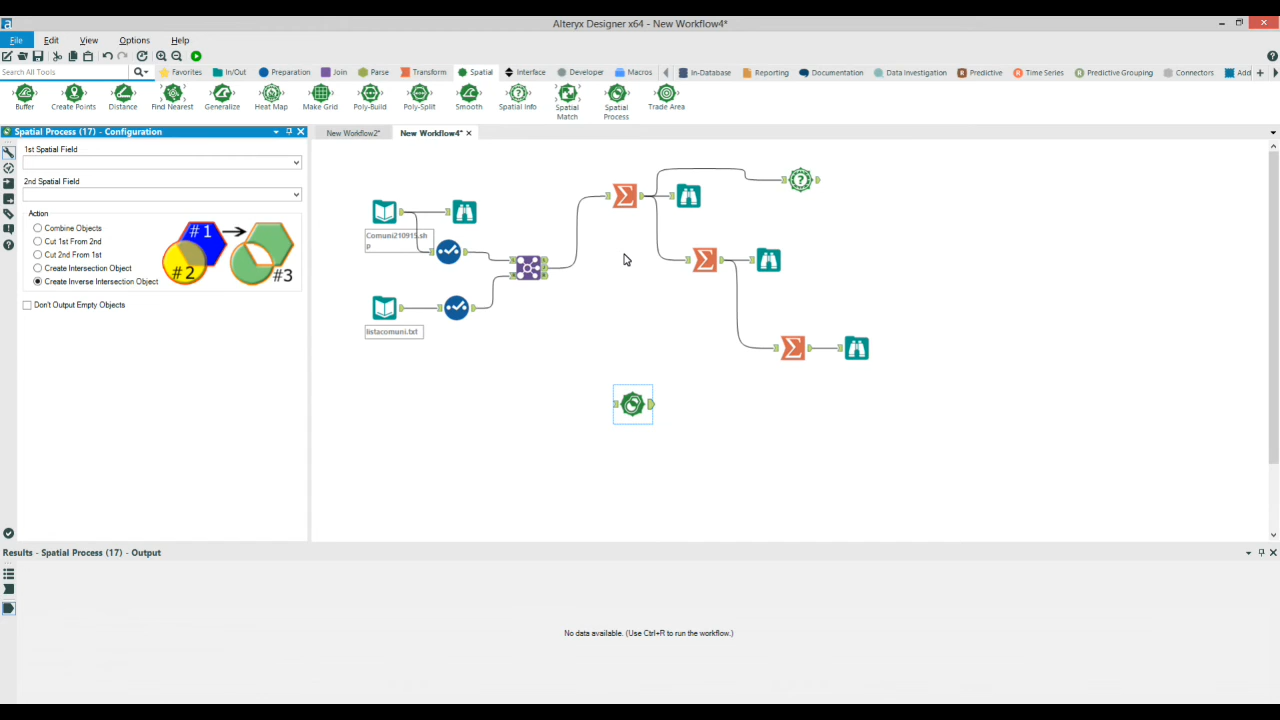 Alteryx Designer x64 - New Workflow4*
File Edit View Options Help
Search All Tools Favorites In/Out Preparation Join Parse Transform Spatial Interface Developer Macros In-Database Reporting Documentation Data Investigation Predictive Time Series Predictive Grouping Connectors Add
Buffer Create Points Distance Find Nearest Generalize Heat Map Make Grid Poly-Build Poly-Split Smooth Spatial Info Spatial Match Spatial Process Trade Area
Spatial Process (17) - Configuration
New Workflow2* New Workflow4*
1st Spatial Field
2nd Spatial Field
Action
Combine Objects
Cut 1st From 2nd
Cut 2nd From 1st
Create Intersection Object
Create Inverse Intersection Object
#1
#2
#3
Don't Output Empty Objects
Comuni210915.sh
p
listacomuni.txt
Results - Spatial Process (17) - Output
No data available. (Use Ctrl+R to run the workflow.)